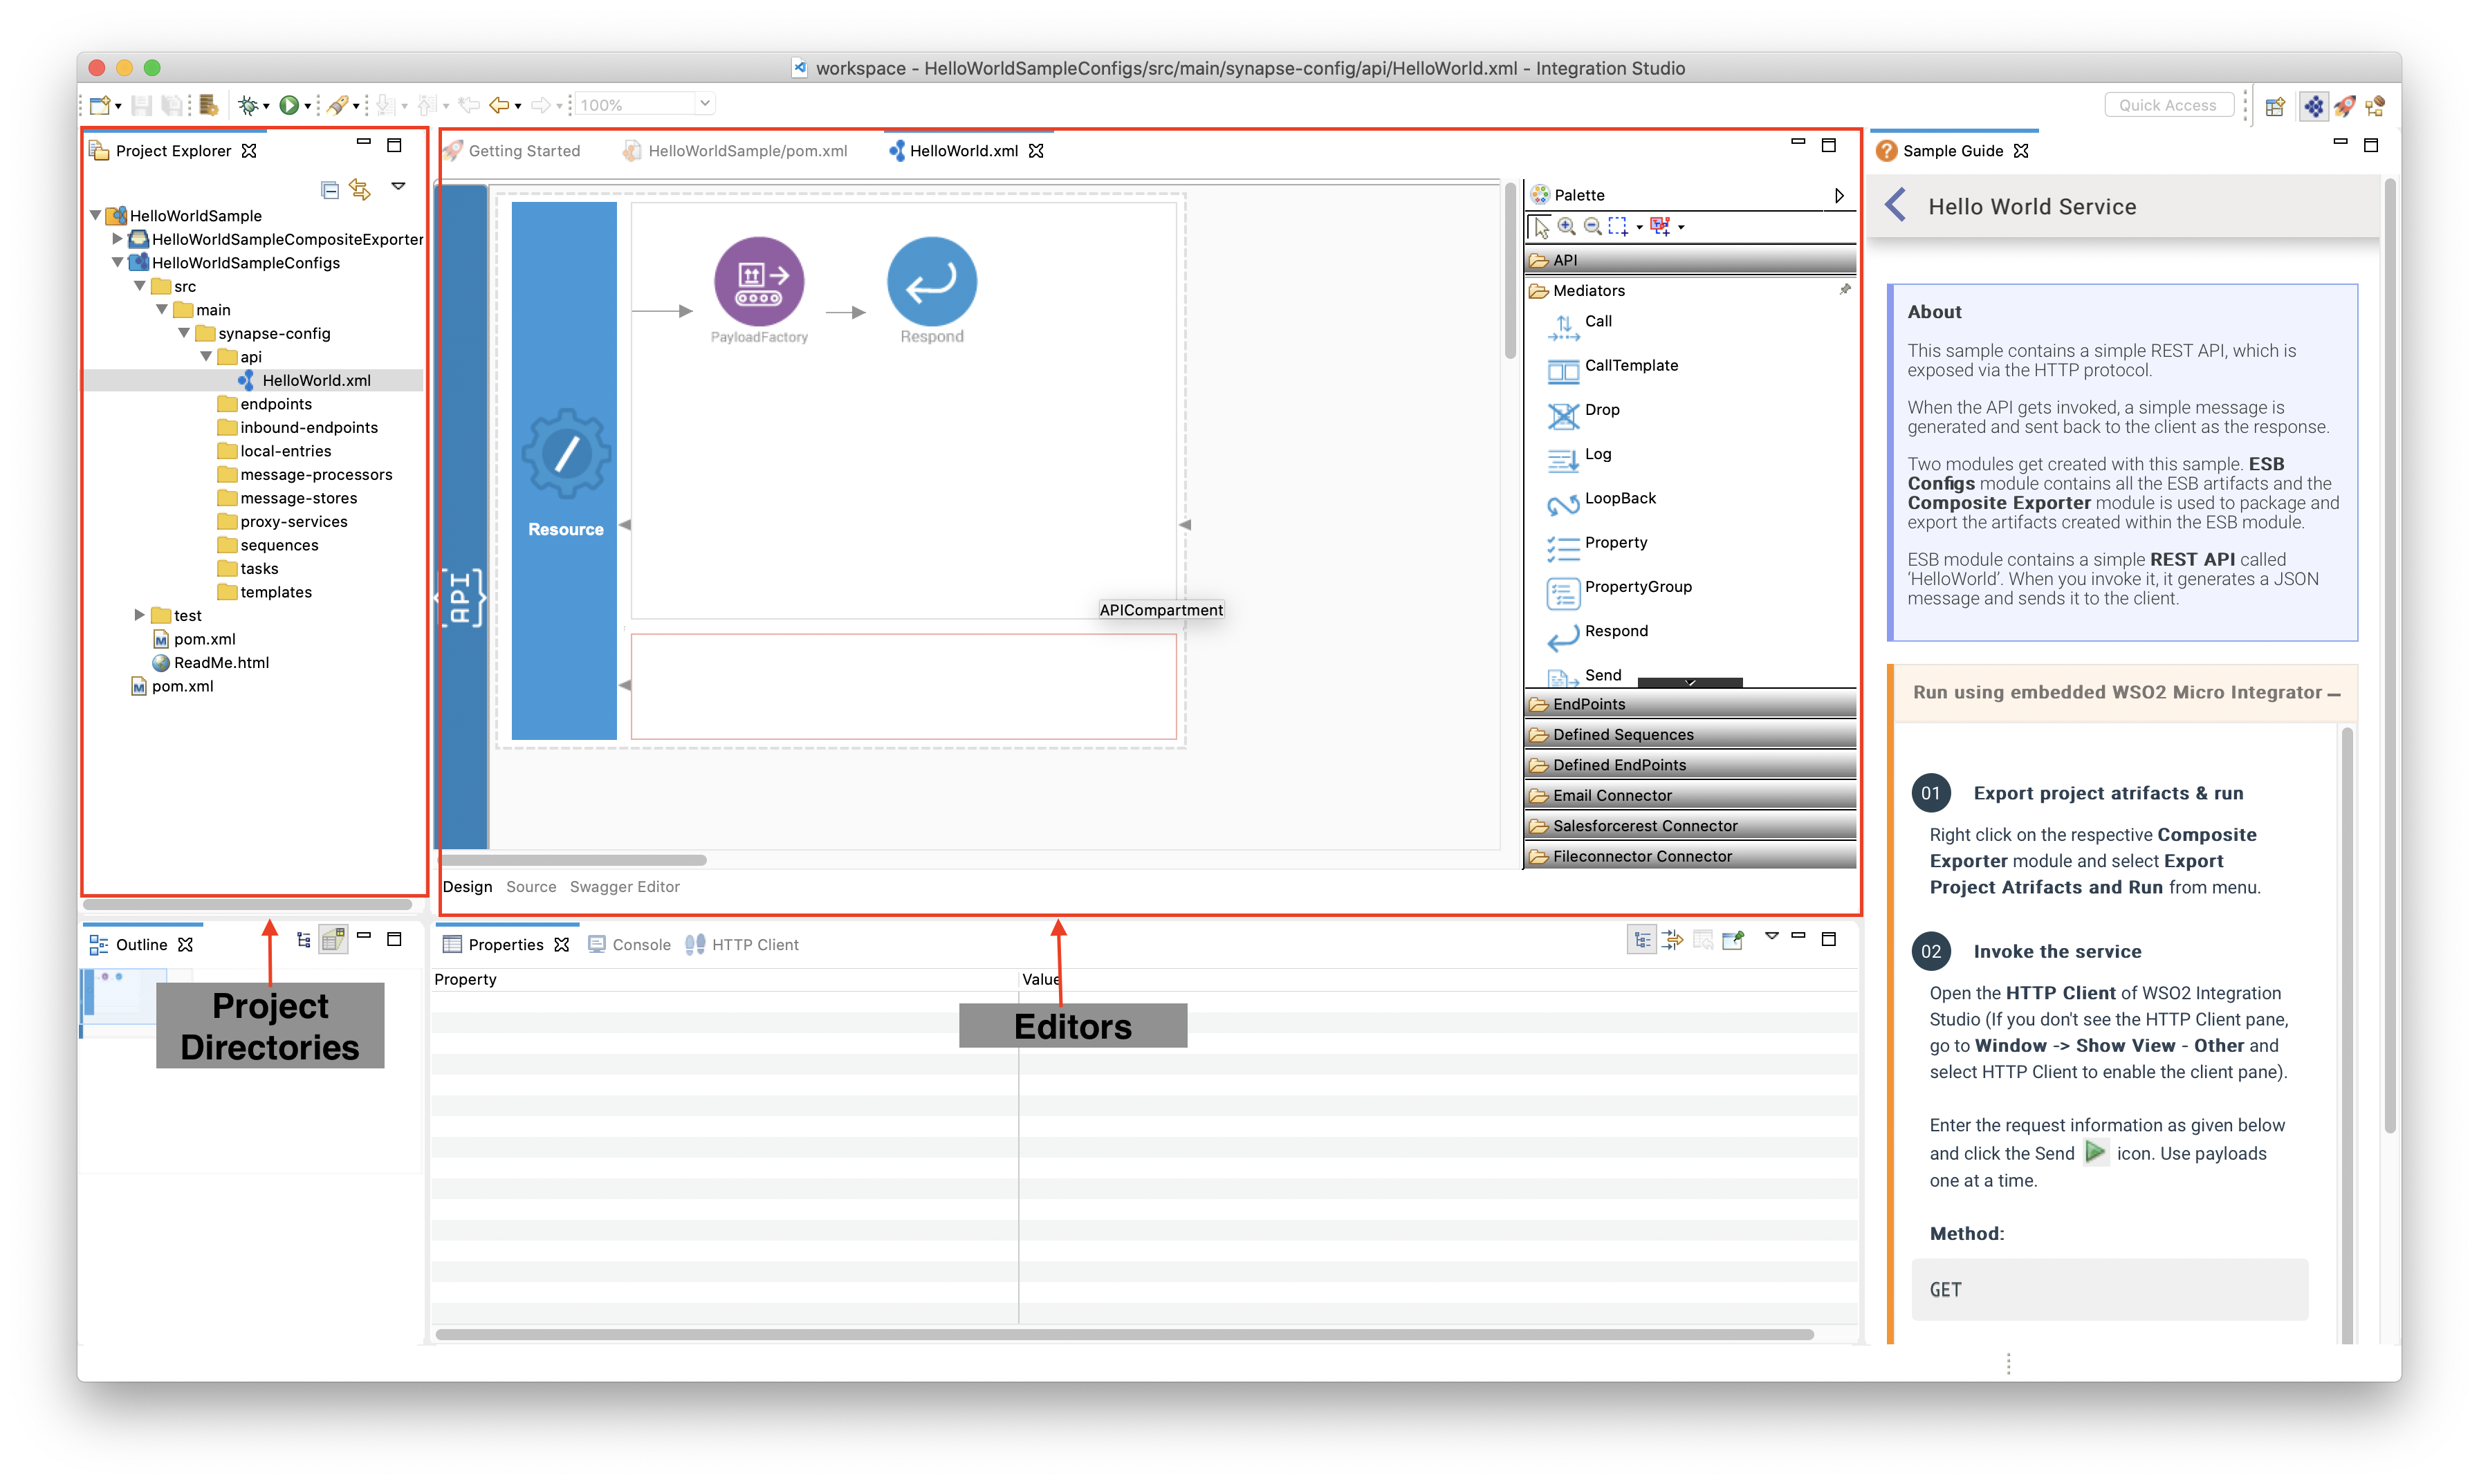 workspace - HelloWorldSampleConfigs/src/main/synapse-config/api/HelloWorld.xml - Integration Studio
100%
Quick Access
Project Explorer
HelloWorldSample
HelloWorldSampleCompositeExporter
HelloWorldSampleConfigs
src
main
synapse-config
api
HelloWorld.xml
endpoints
inbound-endpoints
local-entries
message-processors
message-stores
proxy-services
sequences
tasks
templates
test
pom.xml
ReadMe.html
pom.xml
Getting Started
HelloWorldSample/pom.xml
HelloWorld.xml
{API}
Resource
PayloadFactory
Respond
APICompartment
Palette
API
Mediators
Call
CallTemplate
Drop
Log
LoopBack
Property
PropertyGroup
Respond
Send
EndPoints
Defined Sequences
Defined EndPoints
Email Connector
Salesforcerest Connector
Fileconnector Connector
Design Source Swagger Editor
Outline
Project
Directories
Properties Console HTTP Client
Property Value
Editors
Sample Guide
Hello World Service
About
This sample contains a simple REST API, which is
exposed via the HTTP protocol.
When the API gets invoked, a simple message is
generated and sent back to the client as the response.
Two modules get created with this sample. ESB
Configs module contains all the ESB artifacts and the
Composite Exporter module is used to package and
export the artifacts created within the ESB module.
ESB module contains a simple REST API called
'HelloWorld'. When you invoke it, it generates a JSON
message and sends it to the client.
Run using embedded WSO2 Micro Integrator –
01 Export project atrifacts & run
Right click on the respective Composite
Exporter module and select Export
Project Atrifacts and Run from menu.
02 Invoke the service
Open the HTTP Client of WSO2 Integration
Studio (If you don't see the HTTP Client pane,
go to Window -> Show View - Other and
select HTTP Client to enable the client pane).
Enter the request information as given below
and click the Send icon. Use payloads
one at a time.
Method:
GET